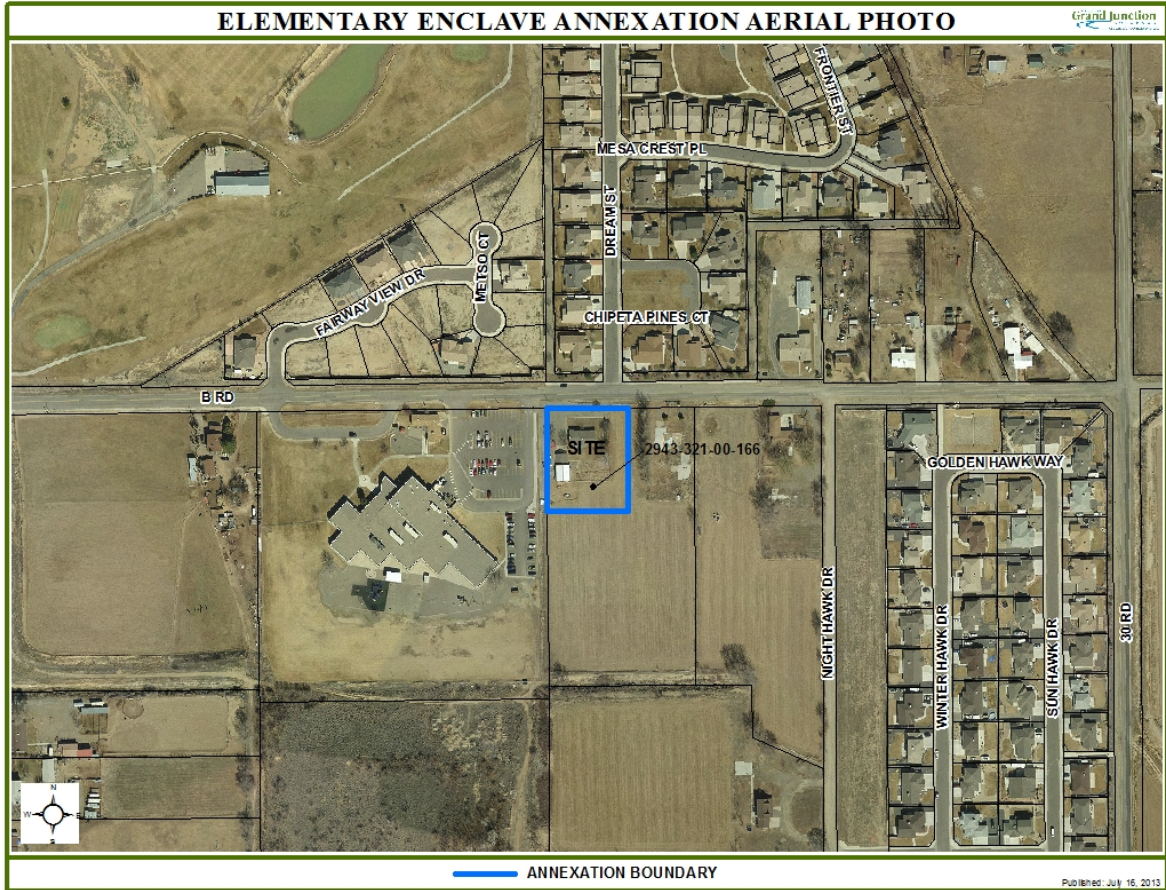 ELEMENTARY ENCLAVE ANNEXATION AERIAL PHOTO
Grand Junction
FRONTIER ST
MESA CREST PL
DREAM ST
METSO CT
FAIRWAY VIEW DR
CHIPETA PINES CT
B RD
SITE
2943-321-00-166
GOLDEN HAWK WAY
NIGHT HAWK DR
WINTER HAWK DR
SUN HAWK DR
30 RD
N
W
E
S
ANNEXATION BOUNDARY
Published: July 16, 2013